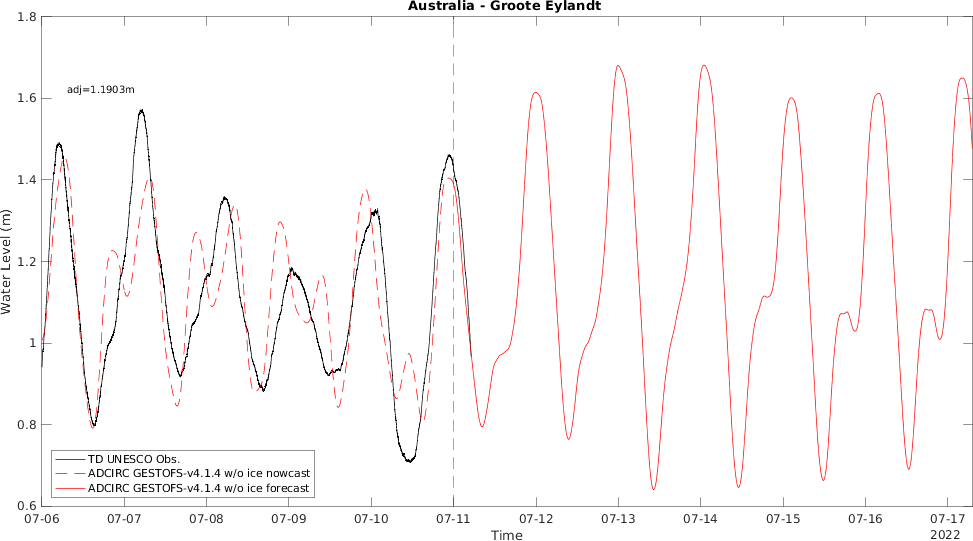 Australia - Groote Eylandt
1.8
1.6
1.4
1.2
1
0.8
0.6
Water Level (m)
adj=1.1903m
TD UNESCO Obs.
ADCIRC GESTOFS-v4.1.4 w/o ice nowcast
ADCIRC GESTOFS-v4.1.4 w/o ice forecast
07-06 07-07 07-08 07-09 07-10 07-11 07-12 07-13 07-14 07-15 07-16 07-17
2022
Time